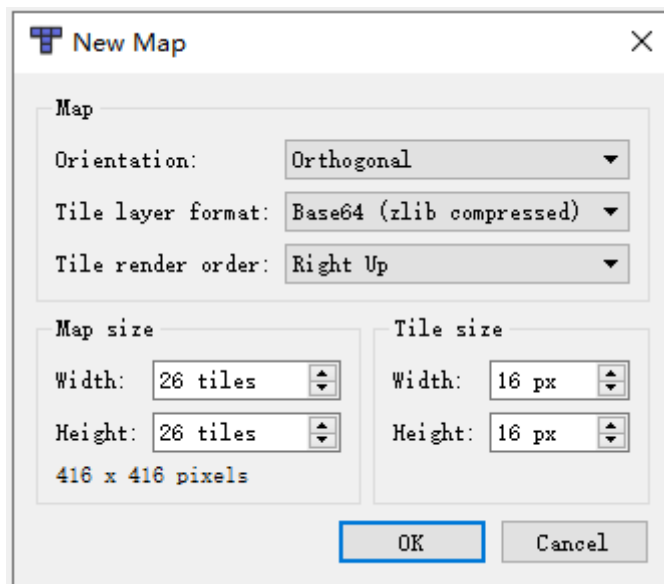 New Map
Map
Orientation: Orthogonal
Tile layer format: Base64 (zlib compressed)
Tile render order: Right Up
Map size
Width: 26 tiles
Height: 26 tiles
416 x 416 pixels
Tile size
Width: 16 px
Height: 16 px
OK
Cancel